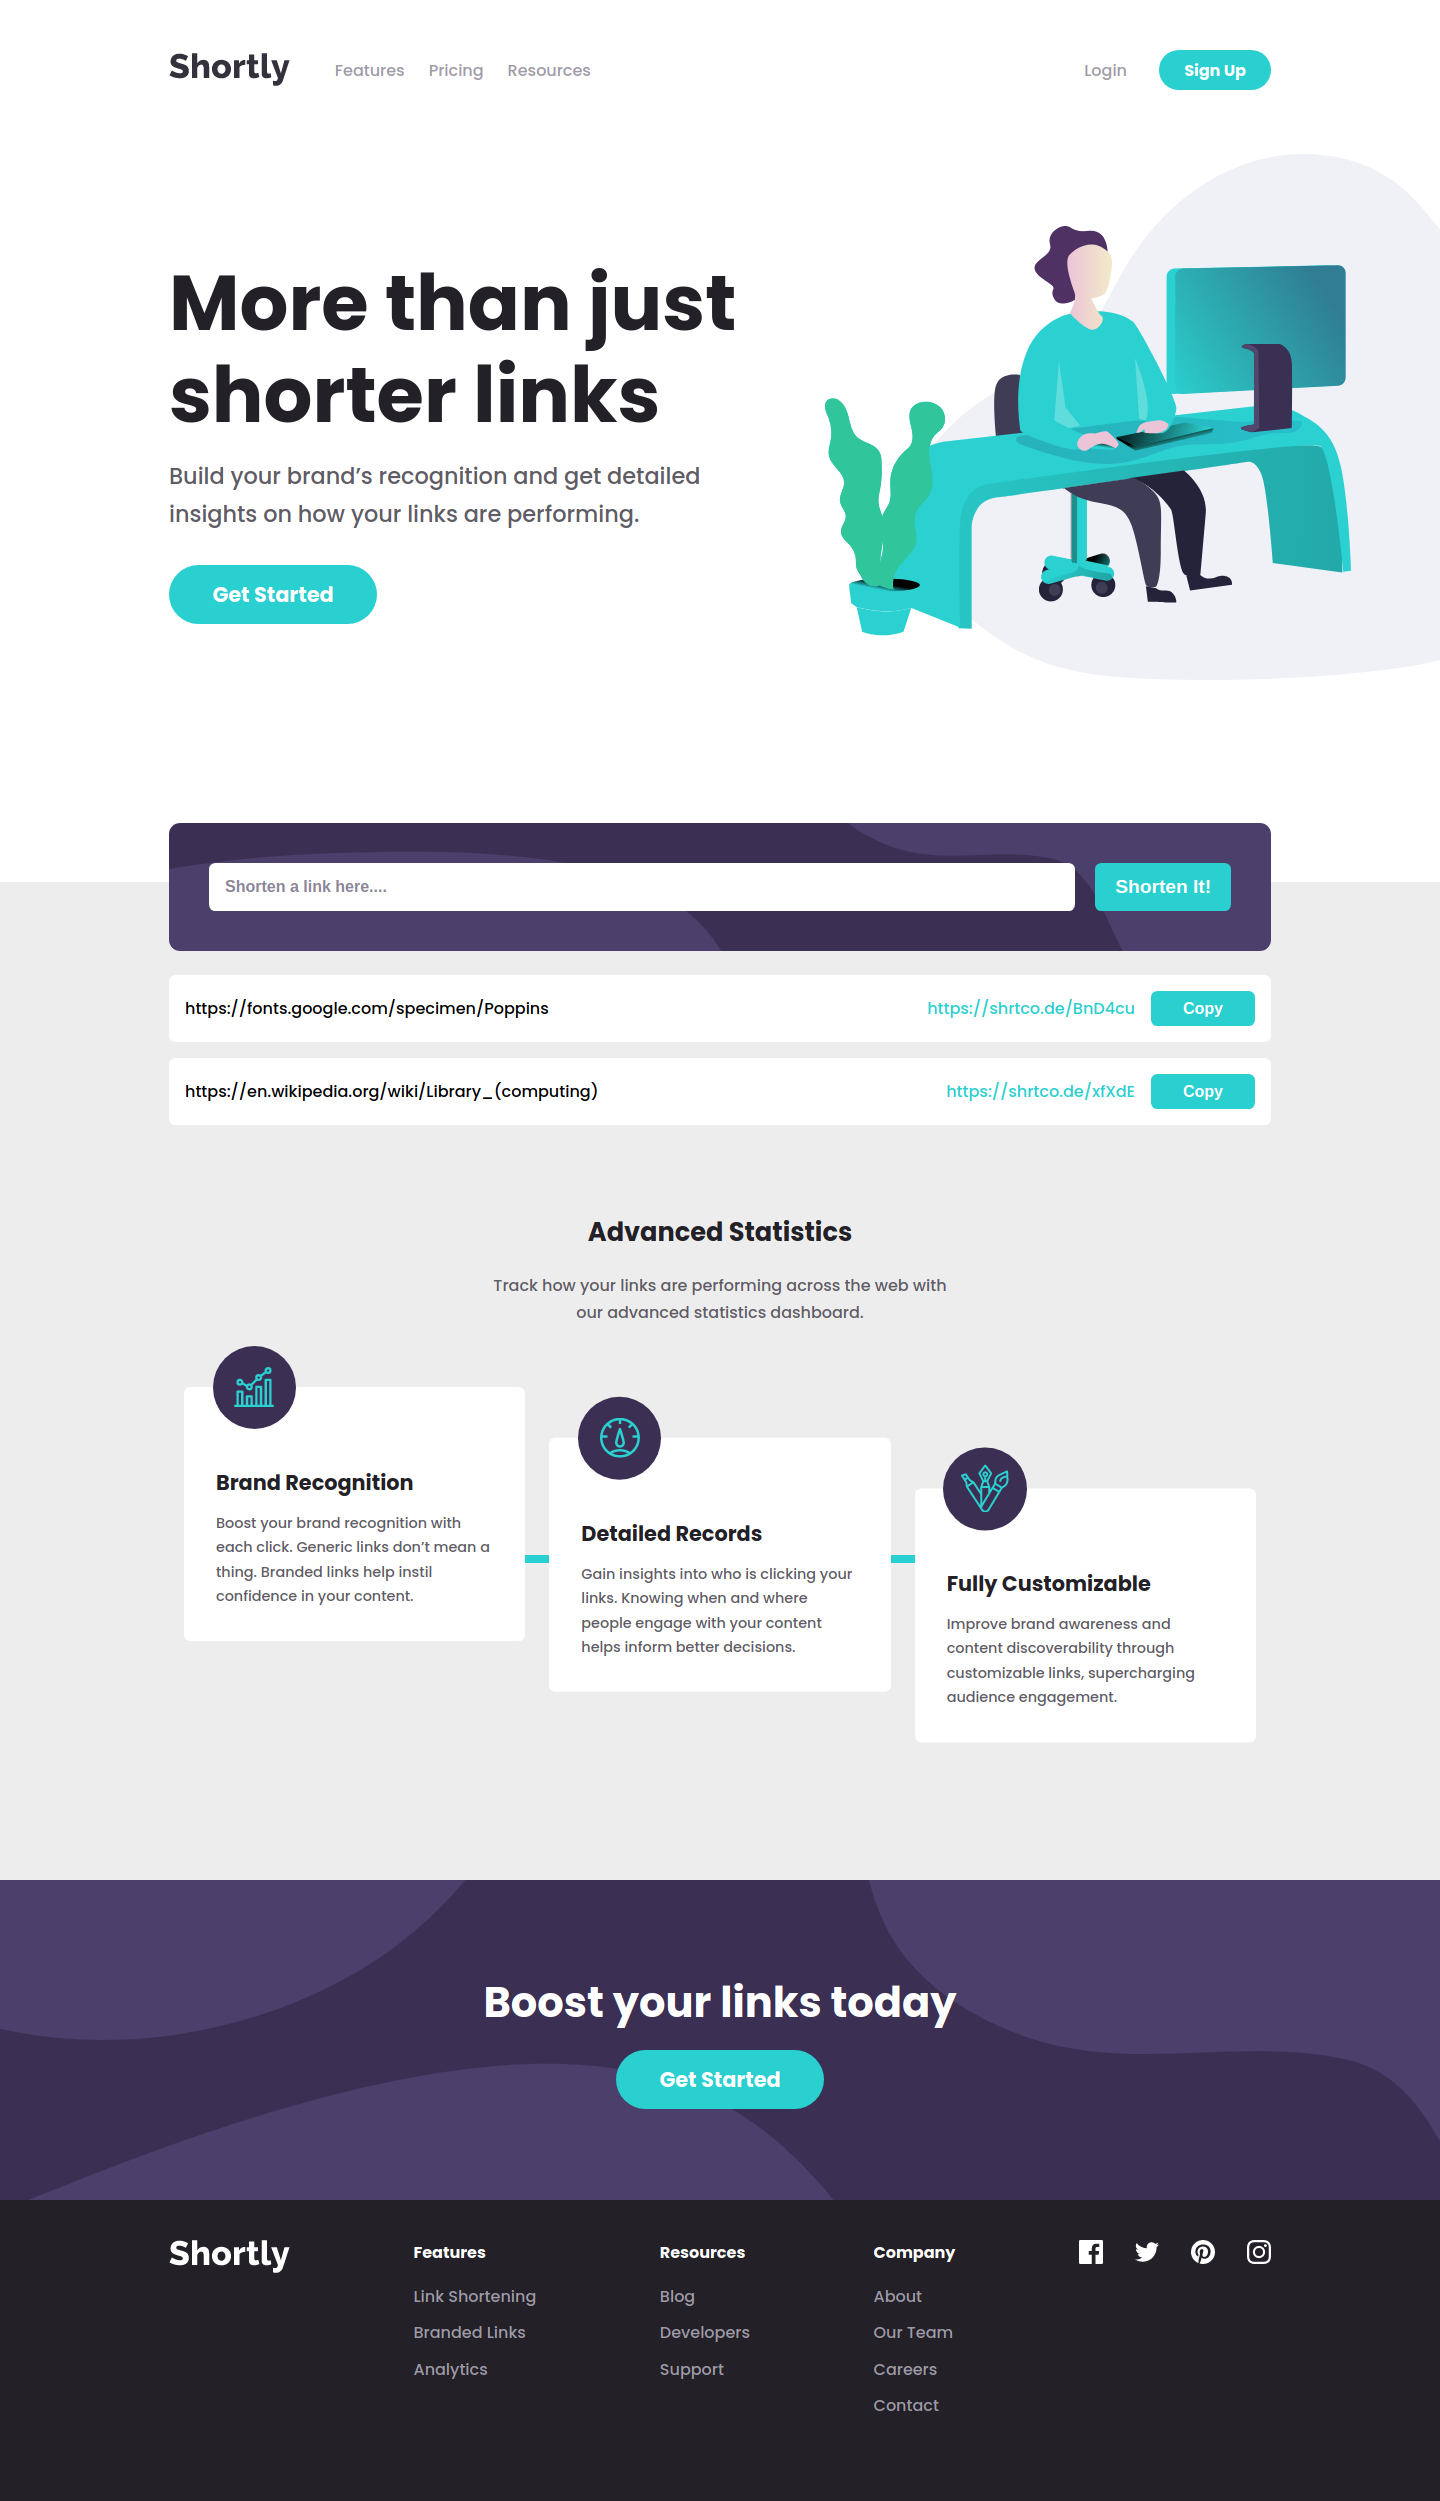 Shortly
Features
Pricing
Resources
Login
Sign Up
More than just
shorter links
Build your brand’s recognition and get detailed
insights on how your links are performing.
Get Started
Shorten a link here....
Shorten It!
https://fonts.google.com/specimen/Poppins
https://shrtco.de/BnD4cu
Copy
https://en.wikipedia.org/wiki/Library_(computing)
https://shrtco.de/xfXdE
Copy
Advanced Statistics
Track how your links are performing across the web with
our advanced statistics dashboard.
Brand Recognition
Boost your brand recognition with
each click. Generic links don’t mean a
thing. Branded links help instil
confidence in your content.
Detailed Records
Gain insights into who is clicking your
links. Knowing when and where
people engage with your content
helps inform better decisions.
Fully Customizable
Improve brand awareness and
content discoverability through
customizable links, supercharging
audience engagement.
Boost your links today
Get Started
Shortly
Features
Link Shortening
Branded Links
Analytics
Resources
Blog
Developers
Support
Company
About
Our Team
Careers
Contact